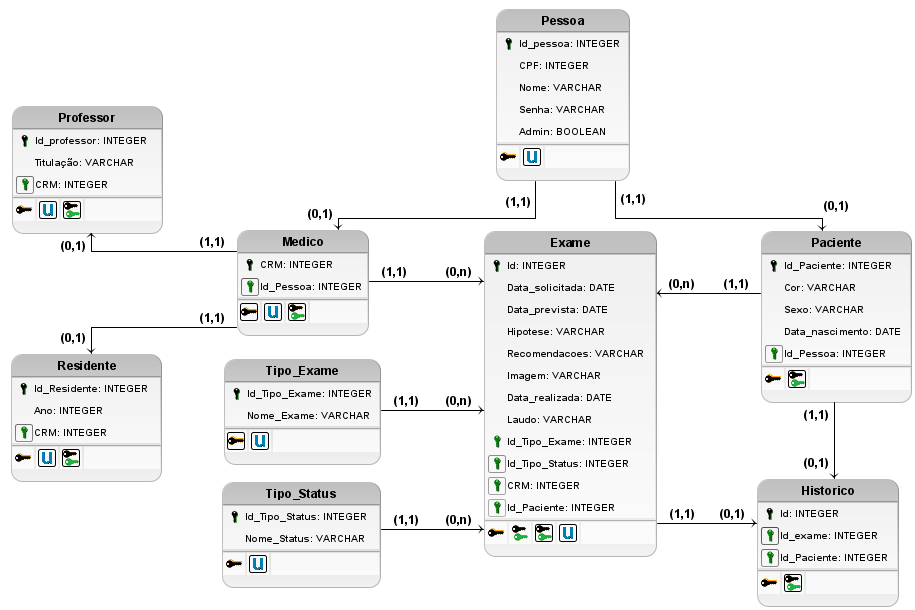 Pessoa
Id_pessoa: INTEGER
CPF: INTEGER
Nome: VARCHAR
Senha: VARCHAR
Admin: BOOLEAN
u
(1,1)
(1,1)
(0,1)
(0,1)
Professor
Id_professor: INTEGER
Titulação: VARCHAR
CRM: INTEGER
u
(0,1)
(1,1)
Medico
CRM: INTEGER
Id_Pessoa: INTEGER
u
(1,1)
(0,n)
(1,1)
(0,1)
Residente
Id_Residente: INTEGER
Ano: INTEGER
CRM: INTEGER
u
Tipo_Exame
Id_Tipo_Exame: INTEGER
Nome_Exame: VARCHAR
u
(1,1)
(0,n)
Tipo_Status
Id_Tipo_Status: INTEGER
Nome_Status: VARCHAR
u
(1,1)
(0,n)
Exame
Id: INTEGER
Data_solicitada: DATE
Data_prevista: DATE
Hipotese: VARCHAR
Recomendacoes: VARCHAR
Imagem: VARCHAR
Data_realizada: DATE
Laudo: VARCHAR
Id_Tipo_Exame: INTEGER
Id_Tipo_Status: INTEGER
CRM: INTEGER
Id_Paciente: INTEGER
u
(0,n)
(1,1)
Paciente
Id_Paciente: INTEGER
Cor: VARCHAR
Sexo: VARCHAR
Data_nascimento: DATE
Id_Pessoa: INTEGER
(1,1)
(0,1)
(1,1)
(0,1)
Historico
Id: INTEGER
Id_exame: INTEGER
Id_Paciente: INTEGER